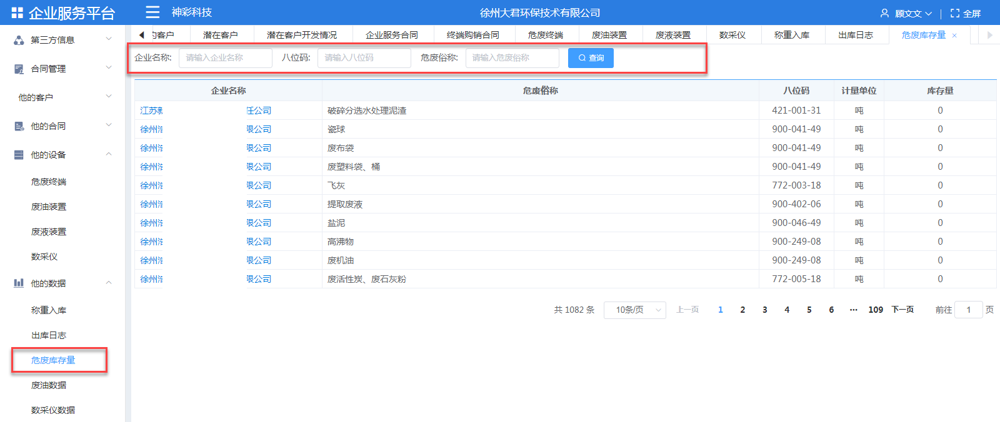 企业服务平台
神彩科技
徐州大君环保技术有限公司
顾文文
全屏
第三方信息
合同管理
他的客户
他的合同
他的设备
危废终端
废油装置
废液装置
数采仪
他的数据
称重入库
出库日志
危废库存量
废油数据
数采仪数据
客户 潜在客户 潜在客户开发情况 企业服务合同 终端购销合同 危废终端 废油装置 废液装置 数采仪 称重入库 出库日志 危废库存量 ×
企业名称: 请输入企业名称 八位码: 请输入八位码 危废俗称: 请输入危废俗称 查询
企业名称 危废俗称 八位码 计量单位 库存量
江苏 任公司 破碎分选水处理泥渣 421-001-31 吨 0
徐州 限公司 瓷球 900-041-49 吨 0
徐州 限公司 废布袋 900-041-49 吨 0
徐州 限公司 废塑料袋、桶 900-041-49 吨 0
徐州 限公司 飞灰 772-003-18 吨 0
徐州 限公司 提取废液 900-402-06 吨 0
徐州 限公司 盐泥 900-046-49 吨 0
徐州 限公司 高沸物 900-249-08 吨 0
徐州 限公司 废机油 900-249-08 吨 0
徐州 限公司 废活性炭、废石灰粉 772-005-18 吨 0
共 1082 条 10条/页 上一页 1 2 3 4 5 6 ··· 109 下一页 前往 1 页